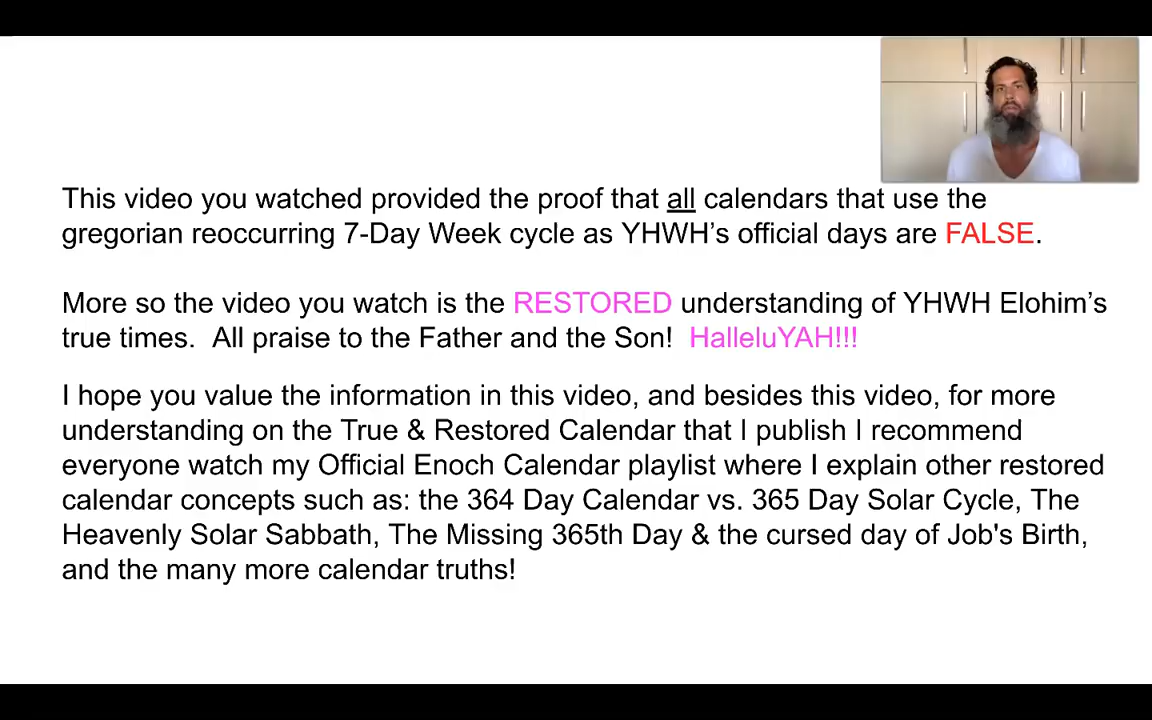 This video you watched provided the proof that all calendars that use the
gregorian reoccurring 7-Day Week cycle as YHWH’s official days are FALSE.
More so the video you watch is the RESTORED understanding of YHWH Elohim’s
true times.  All praise to the Father and the Son!  HalleluYAH!!!
I hope you value the information in this video, and besides this video, for more
understanding on the True & Restored Calendar that I publish I recommend
everyone watch my Official Enoch Calendar playlist where I explain other restored
calendar concepts such as: the 364 Day Calendar vs. 365 Day Solar Cycle, The
Heavenly Solar Sabbath, The Missing 365th Day & the cursed day of Job's Birth,
and the many more calendar truths!